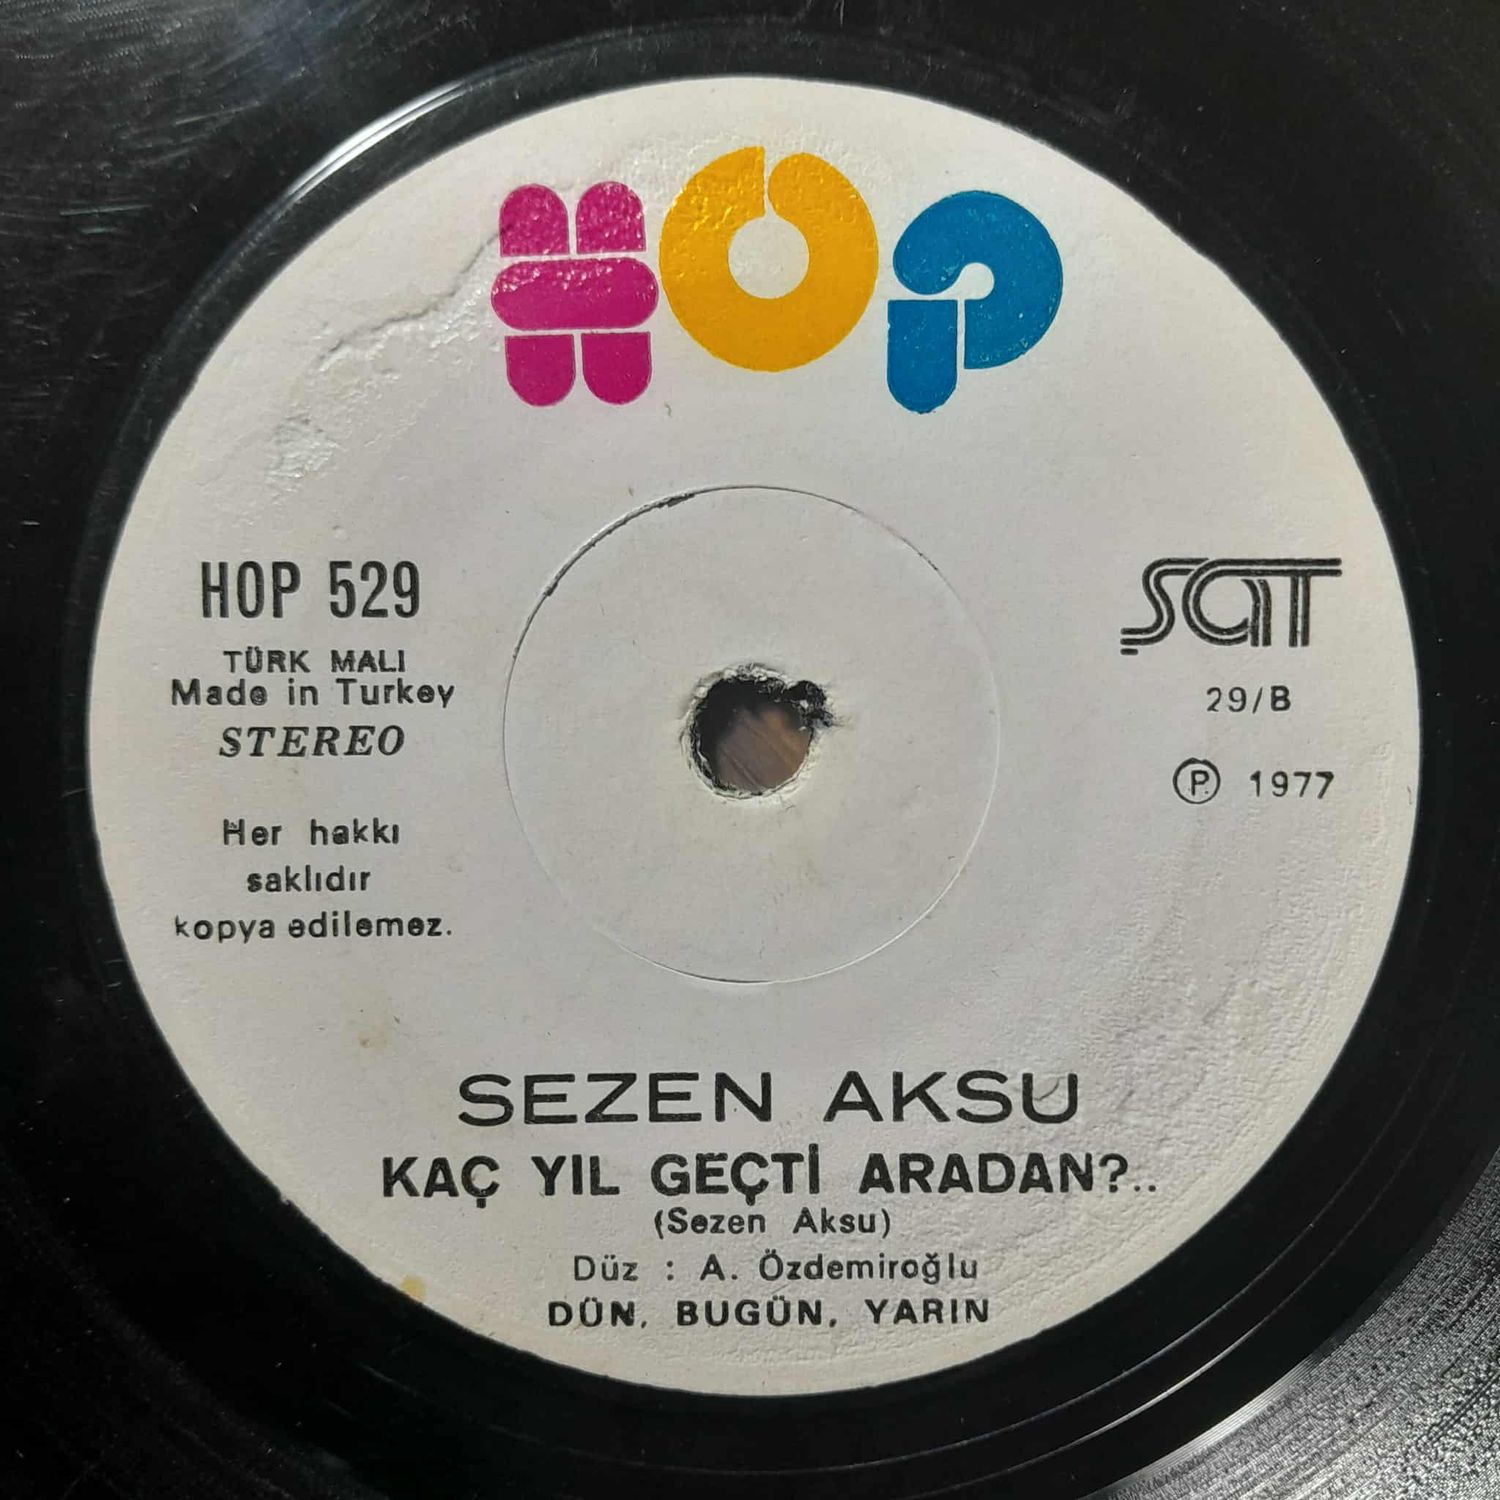 HOP
HOP 529
TÜRK MALI
Made in Turkey
STEREO
Her hakkı
saklıdır
kopya edilemez.
SAT
29/B
Ⓟ 1977
SEZEN AKSU
KAÇ YIL GEÇTİ ARADAN?..
(Sezen Aksu)
Düz : A. Özdemiroğlu
DÜN, BUGÜN, YARIN